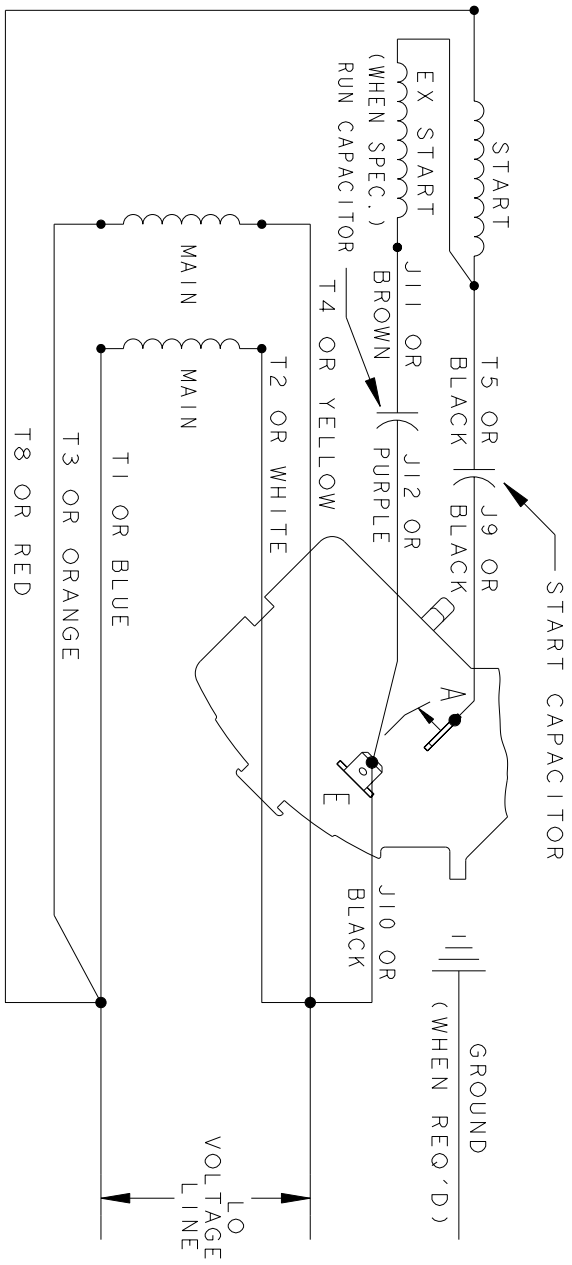 START
EX START
(WHEN SPEC.)
RUN CAPACITOR
START CAPACITOR
T5 OR
BLACK
J9 OR
BLACK
J11 OR
BROWN
J12 OR
PURPLE
A
E
J10 OR
BLACK
GROUND
(WHEN REQ'D)
MAIN
MAIN
T4 OR YELLOW
T2 OR WHITE
T1 OR BLUE
T3 OR ORANGE
T8 OR RED
LO
VOLTAGE
LINE